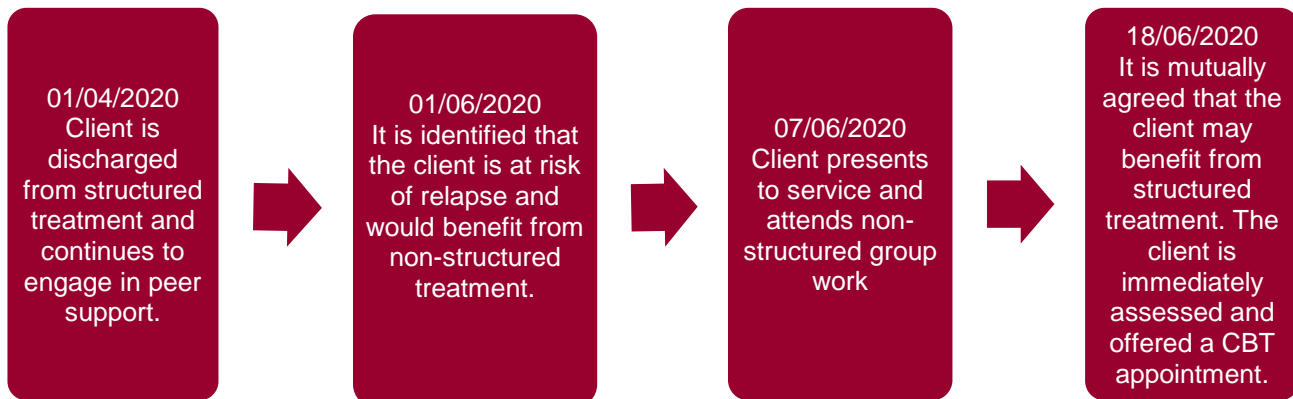 01/04/2020
Client is
discharged
from structured
treatment and
continues to
engage in peer
support.
01/06/2020
It is identified that
the client is at risk
of relapse and
would benefit from
non-structured
treatment.
07/06/2020
Client presents
to service and
attends non-
structured group
work
18/06/2020
It is mutually
agreed that the
client may
benefit from
structured
treatment. The
client is
immediately
assessed and
offered a CBT
appointment.